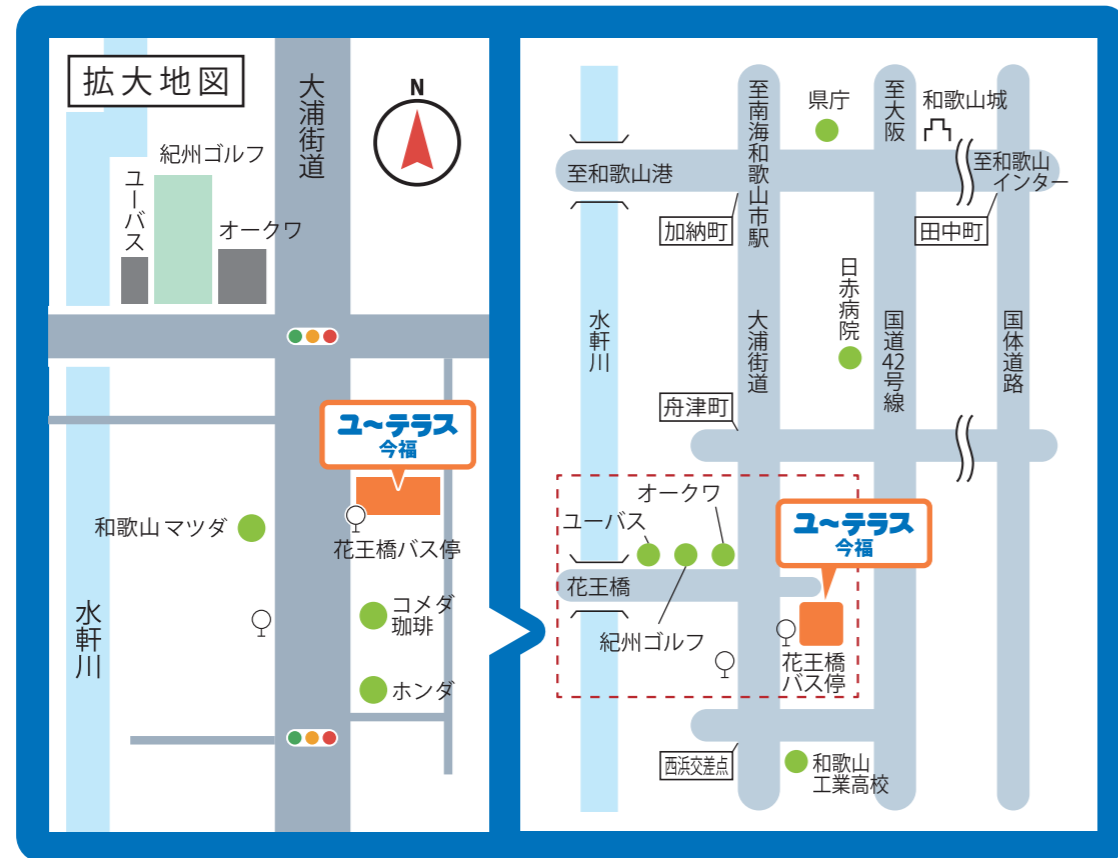 拡大地図
大浦街道
N
紀州ゴルフ
ユーバス
オークワ
ユ〜テラス
今福
和歌山マツダ
花王橋バス停
水軒川
コメダ
珈琲
ホンダ
至南海和歌山市駅
県庁
至大阪
和歌山城
至和歌山港
至和歌山
インター
加納町
田中町
日赤病院
水軒川
大浦街道
国道42号線
国体道路
舟津町
オークワ
ユーバス
ユ〜テラス
今福
花王橋
紀州ゴルフ
花王橋
バス停
西浜交差点
和歌山
工業高校